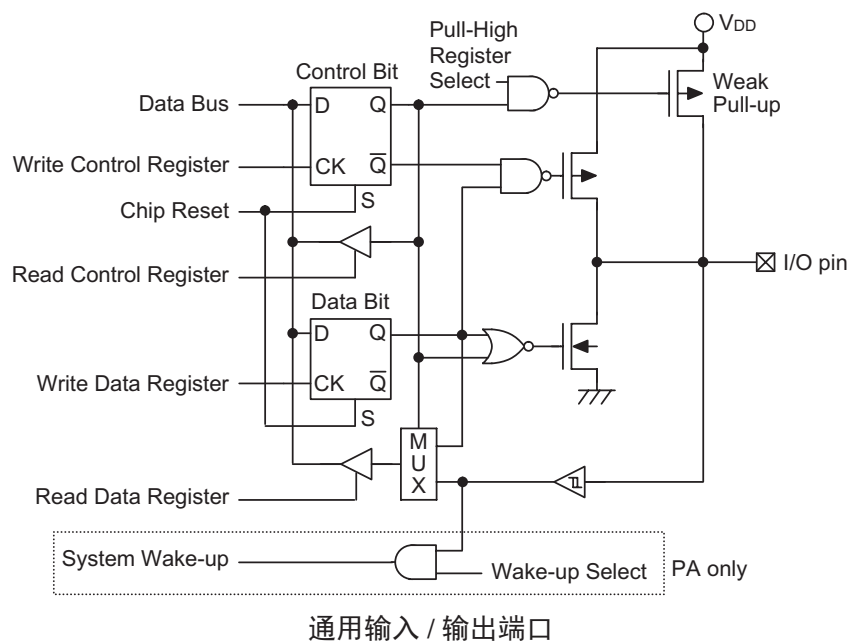 VDD
Pull-High
Register
Select
Control Bit
Weak
Pull-up
Data Bus
D
Q
Write Control Register
CK
Q̅
Chip Reset
S
I/O pin
Read Control Register
Data Bit
D
Q
Write Data Register
CK
Q̅
S
M
U
X
Read Data Register
System Wake-up
Wake-up Select
PA only
通用输入 / 输出端口